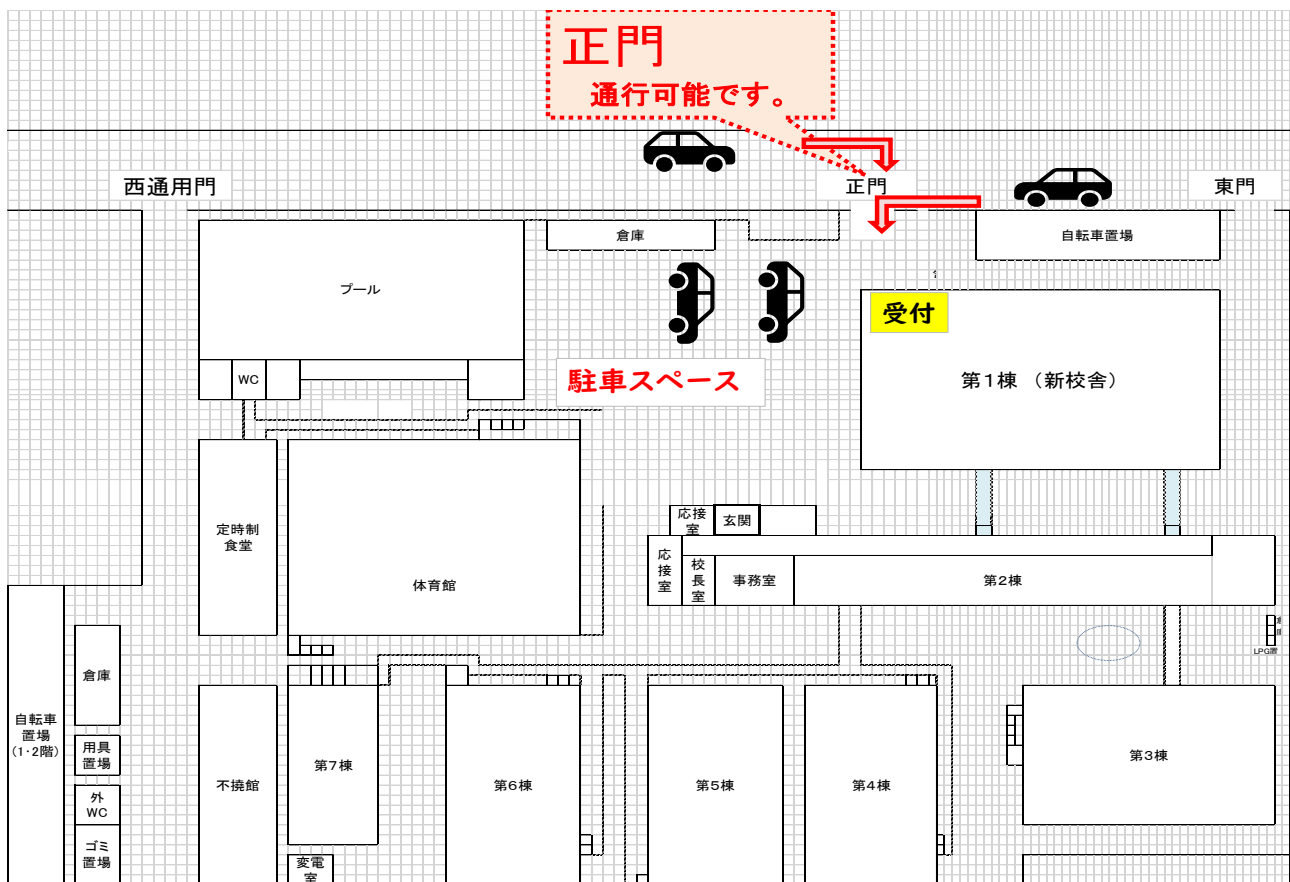 正門
通行可能です。
西通用門
正門
東門
倉庫
自転車置場
プール
受付
WC
駐車スペース
第1棟（新校舎）
応接
室
玄関
定時制
食堂
体育館
応
接
室
校
長
室
事務室
第2棟
LPG置
倉庫
自転車
置場
(1・2階)
用具
置場
外
WC
ゴミ
置場
不撓館
第7棟
変電
室
第6棟
第5棟
第4棟
第3棟